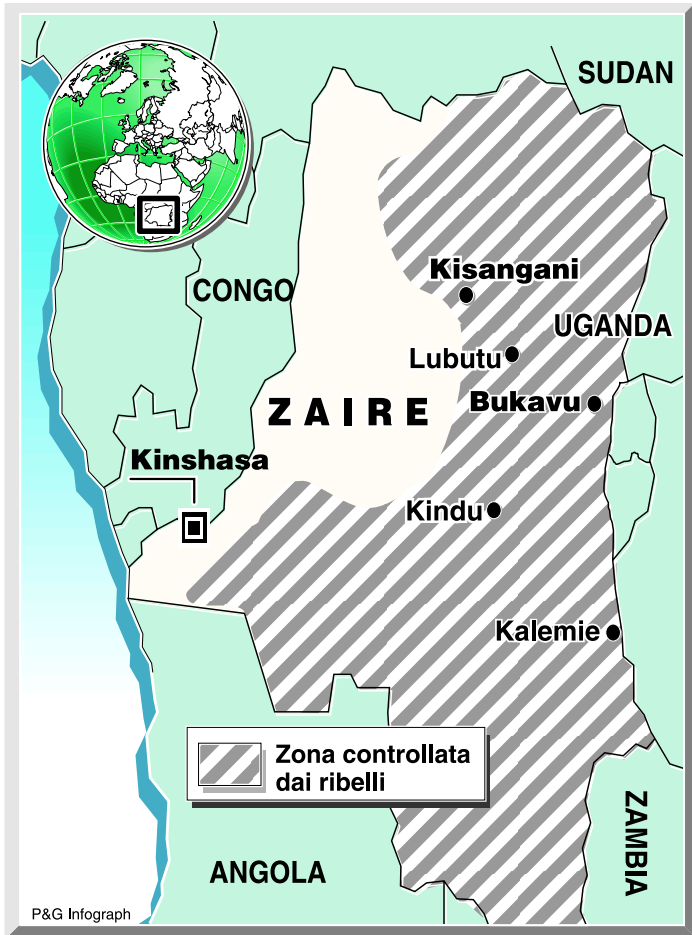 SUDAN
CONGO
Kisangani
UGANDA
Lubutu
ZAIRE
Bukavu
Kinshasa
Kindu
Kalemie
Zona controllata
dai ribelli
ZAMBIA
ANGOLA
P&G Infograph